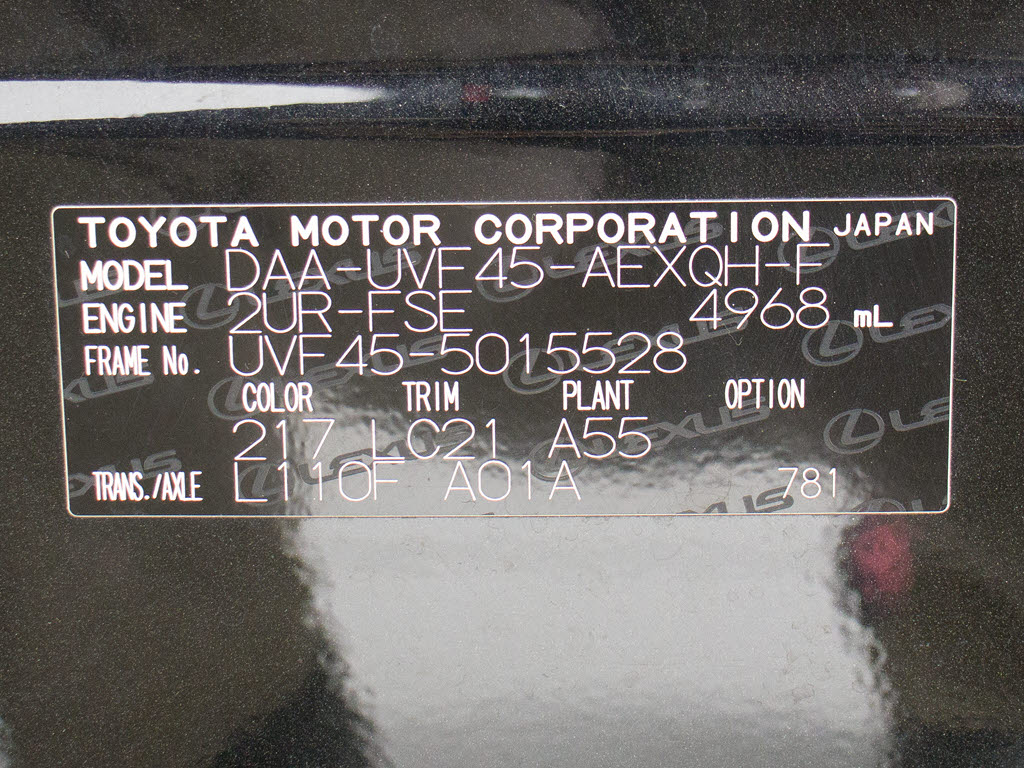 TOYOTA MOTOR CORPORATION JAPAN
MODEL DAA-UVF45-AEXQH-F
ENGINE 2UR-FSE 4968 mL
FRAME No. UVF45-5015528
COLOR TRIM PLANT OPTION
217 LC21 A55
TRANS./AXLE L110F A01A 781
LEXUS